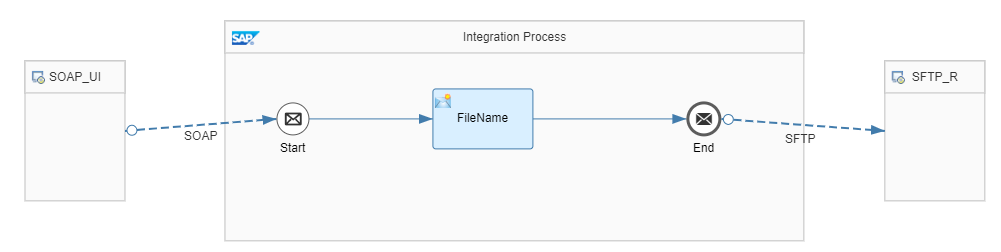 SAP
Integration Process
SOAP_UI
SFTP_R
FileName
SOAP
SFTP
Start
End